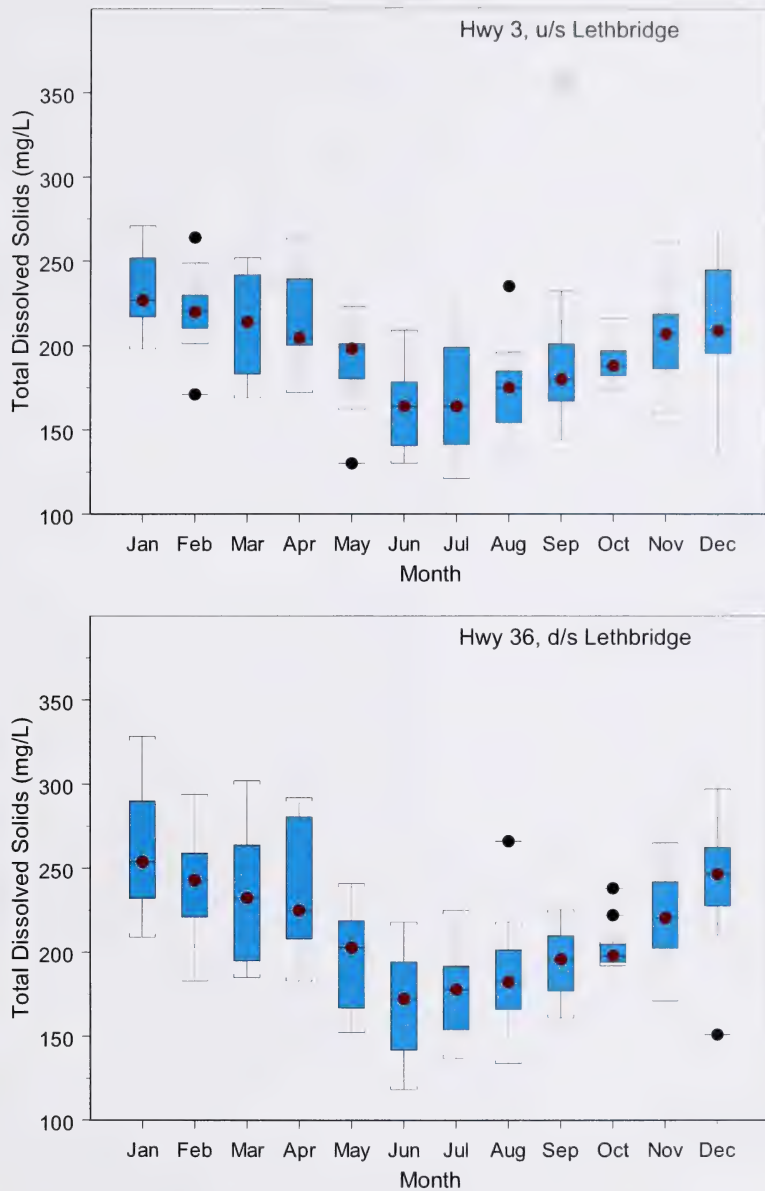 Hwy 3, u/s Lethbridge
Total Dissolved Solids (mg/L)
350
300
250
200
150
100
Jan Feb Mar Apr May Jun Jul Aug Sep Oct Nov Dec
Month
Hwy 36, d/s Lethbridge
Total Dissolved Solids (mg/L)
350
300
250
200
150
100
Jan Feb Mar Apr May Jun Jul Aug Sep Oct Nov Dec
Month